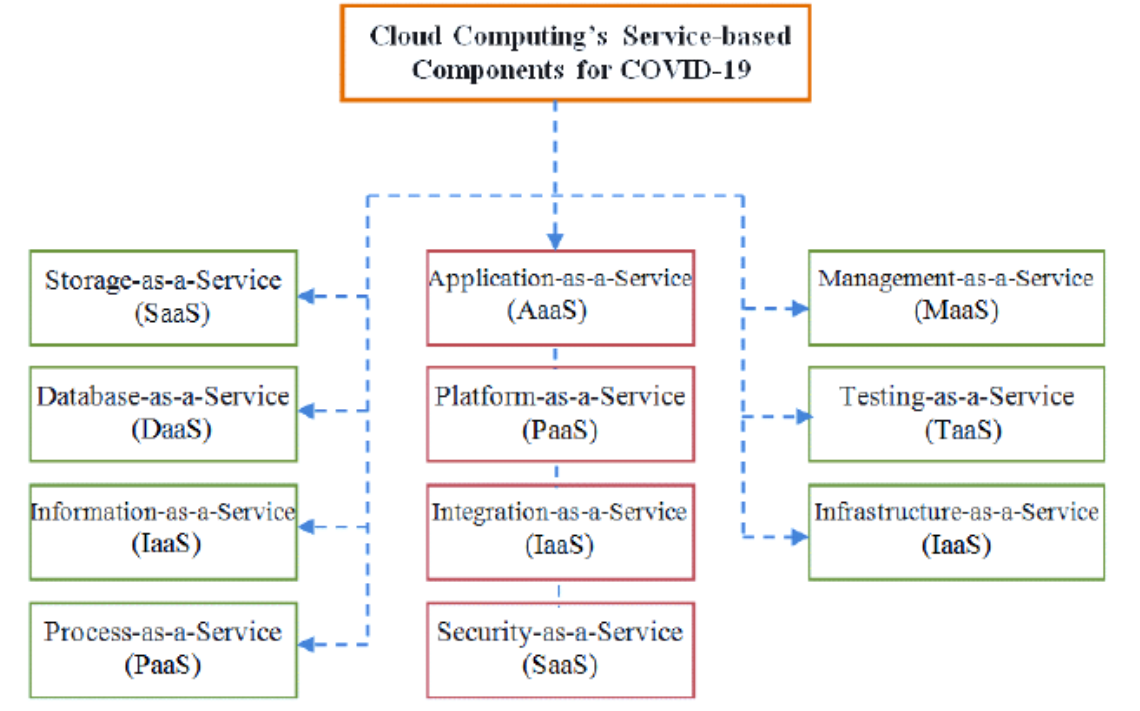 Cloud Computing's Service-based
Components for COVID-19
Storage-as-a-Service
(SaaS)
Database-as-a-Service
(DaaS)
Information-as-a-Service
(IaaS)
Process-as-a-Service
(PaaS)
Application-as-a-Service
(AaaS)
Platform-as-a-Service
(PaaS)
Integration-as-a-Service
(IaaS)
Security-as-a-Service
(SaaS)
Management-as-a-Service
(MaaS)
Testing-as-a-Service
(TaaS)
Infrastructure-as-a-Service
(IaaS)